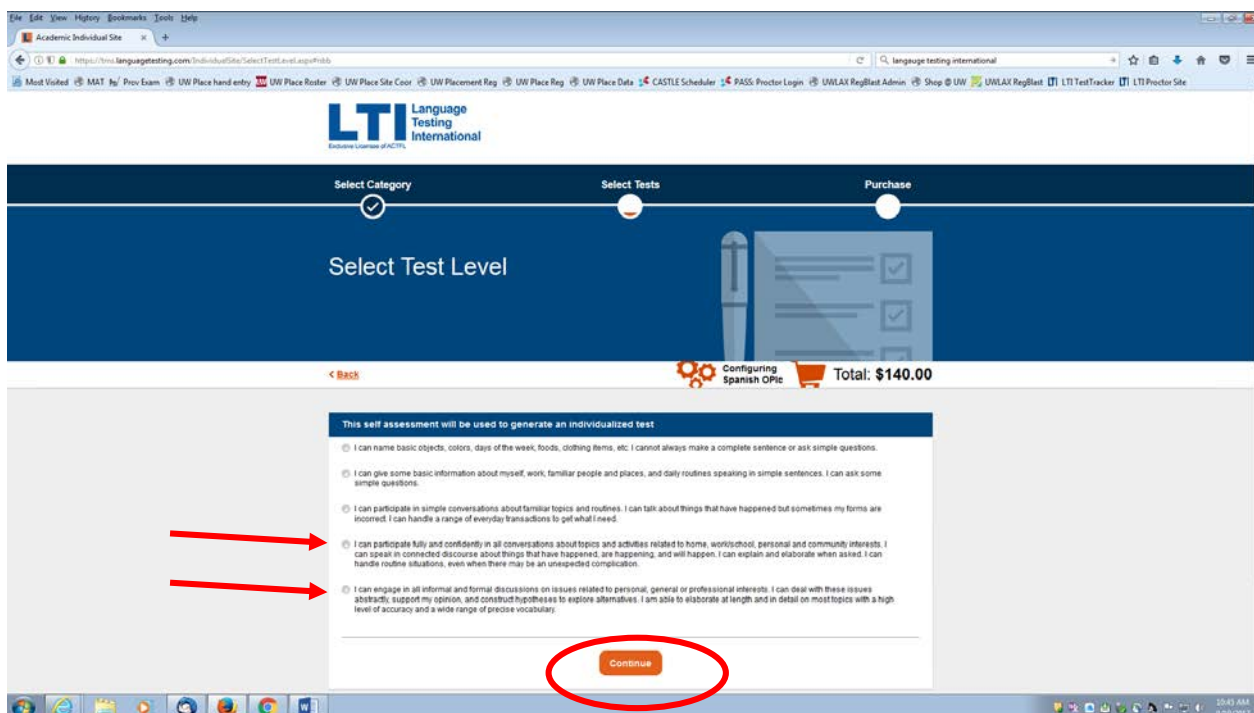 File Edit View History Bookmarks Tools Help
Academic Individual Site × +
https://tms.languagetesting.com/IndividualSite/SelectTestLevel.aspx#nbb
langauge testing international
Most Visited MAT Prov Exam UW Place hand entry UW Place Roster UW Place Site Coor UW Placement Reg UW Place Reg UW Place Data CASTLE Scheduler PASS: Proctor Login UWLAX RegBlast Admin Shop @ UW UWLAX RegBlast LTI TestTracker LTI Proctor Site
LTI Language
Testing
International
Exclusive Licensee of ACTFL
Select Category Select Tests Purchase
Select Test Level
< Back
Configuring
Spanish OPIc
Total: $140.00
This self assessment will be used to generate an individualized test
I can name basic objects, colors, days of the week, foods, clothing items, etc. I cannot always make a complete sentence or ask simple questions.
I can give some basic information about myself, work, familiar people and places, and daily routines speaking in simple sentences. I can ask some
simple questions.
I can participate in simple conversations about familiar topics and routines. I can talk about things that have happened but sometimes my forms are
incorrect. I can handle a range of everyday transactions to get what I need.
I can participate fully and confidently in all conversations about topics and activities related to home, work/school, personal and community interests. I
can speak in connected discourse about things that have happened, are happening, and will happen. I can explain and elaborate when asked. I can
handle routine situations, even when there may be an unexpected complication.
I can engage in all informal and formal discussions on issues related to personal, general or professional interests. I can deal with these issues
abstractly, support my opinion, and construct hypotheses to explore alternatives. I am able to elaborate at length and in detail on most topics with a high
level of accuracy and a wide range of precise vocabulary.
Continue
10:45 AM